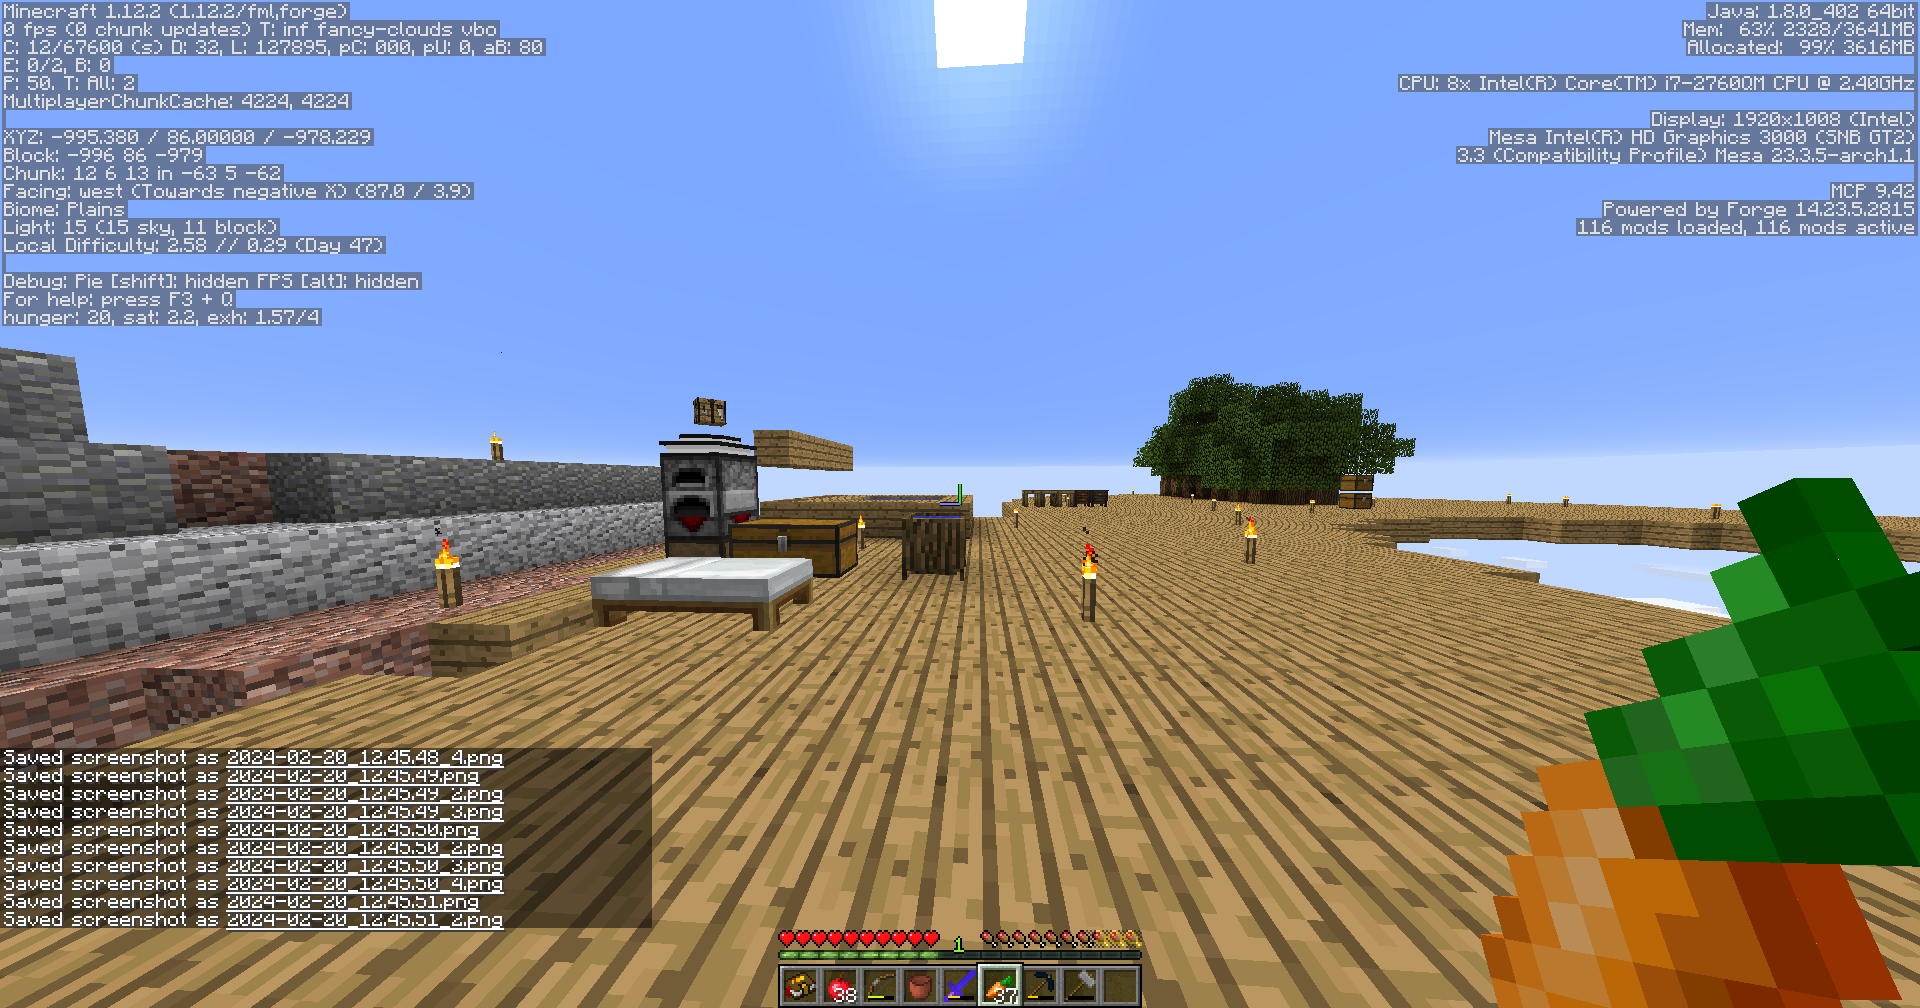 Minecraft 1.12.2 (1.12.2/fml,forge)
0 fps (0 chunk updates) T: inf fancy-clouds vbo
C: 12/67600 (s) D: 32, L: 127895, pC: 000, pU: 0, aB: 80
E: 0/2, B: 0
P: 50. T: All: 2
MultiplayerChunkCache: 4224, 4224
XYZ: -995.380 / 86.00000 / -978.229
Block: -996 86 -979
Chunk: 12 6 13 in -63 5 -62
Facing: west (Towards negative X) (87.0 / 3.9)
Biome: Plains
Light: 15 (15 sky, 11 block)
Local Difficulty: 2.58 // 0.29 (Day 47)
Debug: Pie [shift]: hidden FPS [alt]: hidden
For help: press F3 + Q
hunger: 20, sat: 2.2, exh: 1.57/4
Java: 1.8.0_402 64bit
Mem: 63% 2328/3641MB
Allocated: 99% 3616MB
CPU: 8x Intel(R) Core(TM) i7-2760QM CPU @ 2.40GHz
Display: 1920x1008 (Intel)
Mesa Intel(R) HD Graphics 3000 (SNB GT2)
3.3 (Compatibility Profile) Mesa 23.3.5-arch1.1
MCP 9.42
Powered by Forge 14.23.5.2815
116 mods loaded, 116 mods active
Saved screenshot as 2024-02-20_12.45.48_4.png
Saved screenshot as 2024-02-20_12.45.49.png
Saved screenshot as 2024-02-20_12.45.49_2.png
Saved screenshot as 2024-02-20_12.45.49_3.png
Saved screenshot as 2024-02-20_12.45.50.png
Saved screenshot as 2024-02-20_12.45.50_2.png
Saved screenshot as 2024-02-20_12.45.50_3.png
Saved screenshot as 2024-02-20_12.45.50_4.png
Saved screenshot as 2024-02-20_12.45.51.png
Saved screenshot as 2024-02-20_12.45.51_2.png
1
38
37